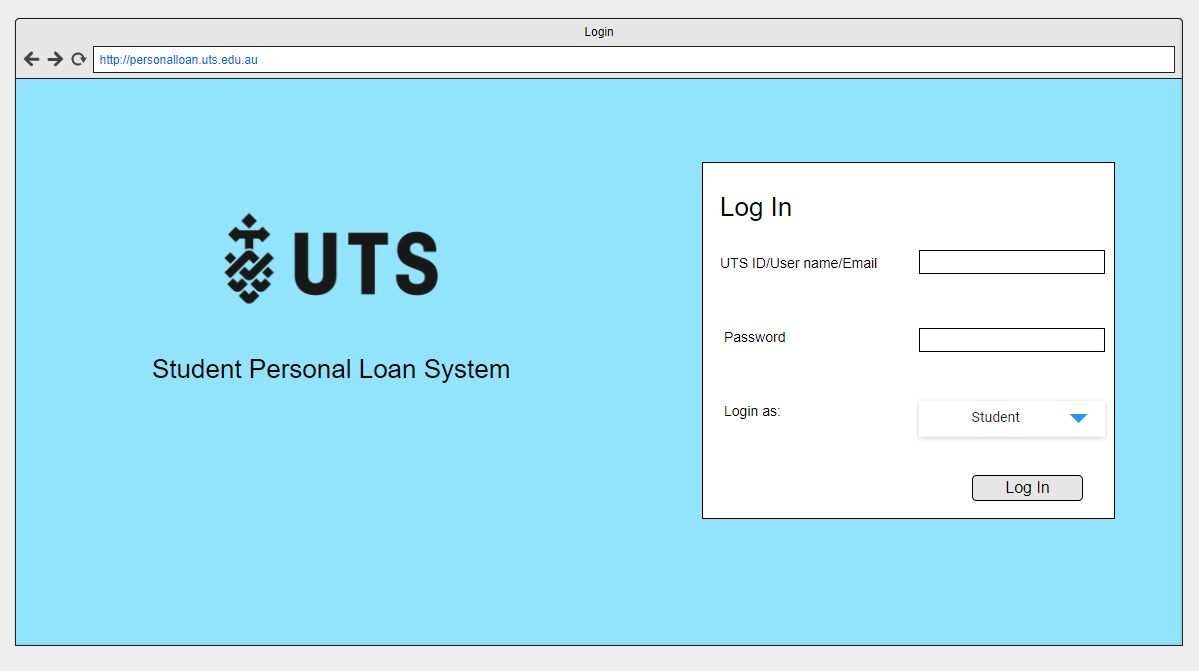 Login
http://personalloan.uts.edu.au
UTS
Student Personal Loan System
Log In
UTS ID/User name/Email
Password
Login as:
Student
Log In